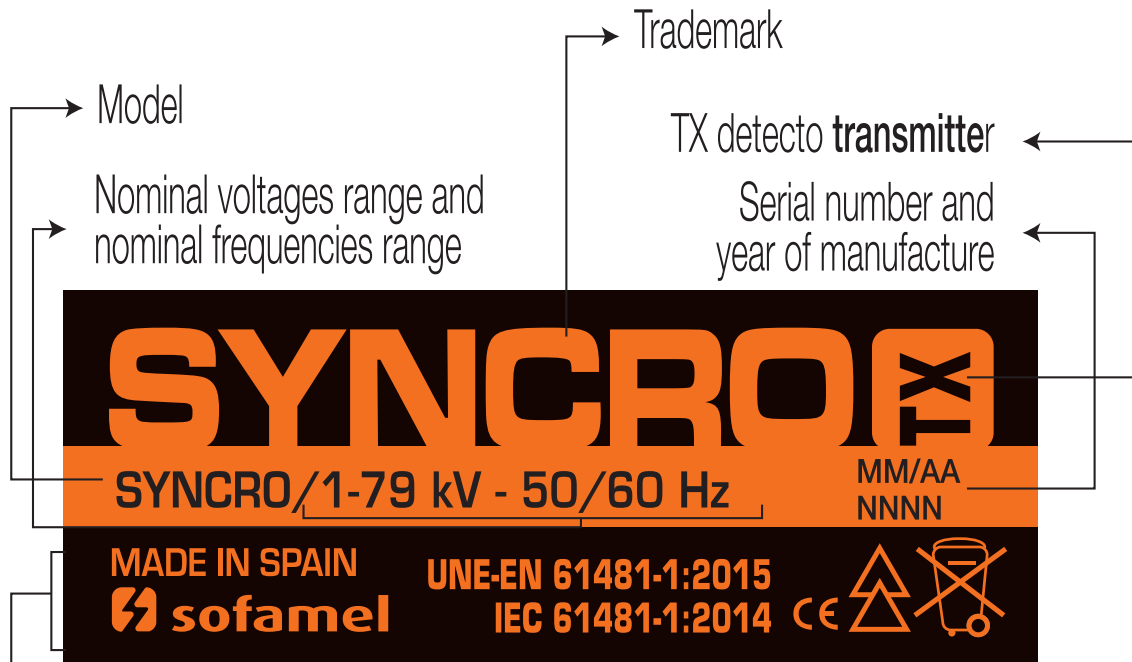 Trademark
Model
TX detecto transmitter
Nominal voltages range and
nominal frequencies range
Serial number and
year of manufacture
SYNCRO TX
SYNCRO/1-79 kV - 50/60 Hz
MM/AA
NNNN
MADE IN SPAIN
sofamel
UNE-EN 61481-1:2015
IEC 61481-1:2014
CE